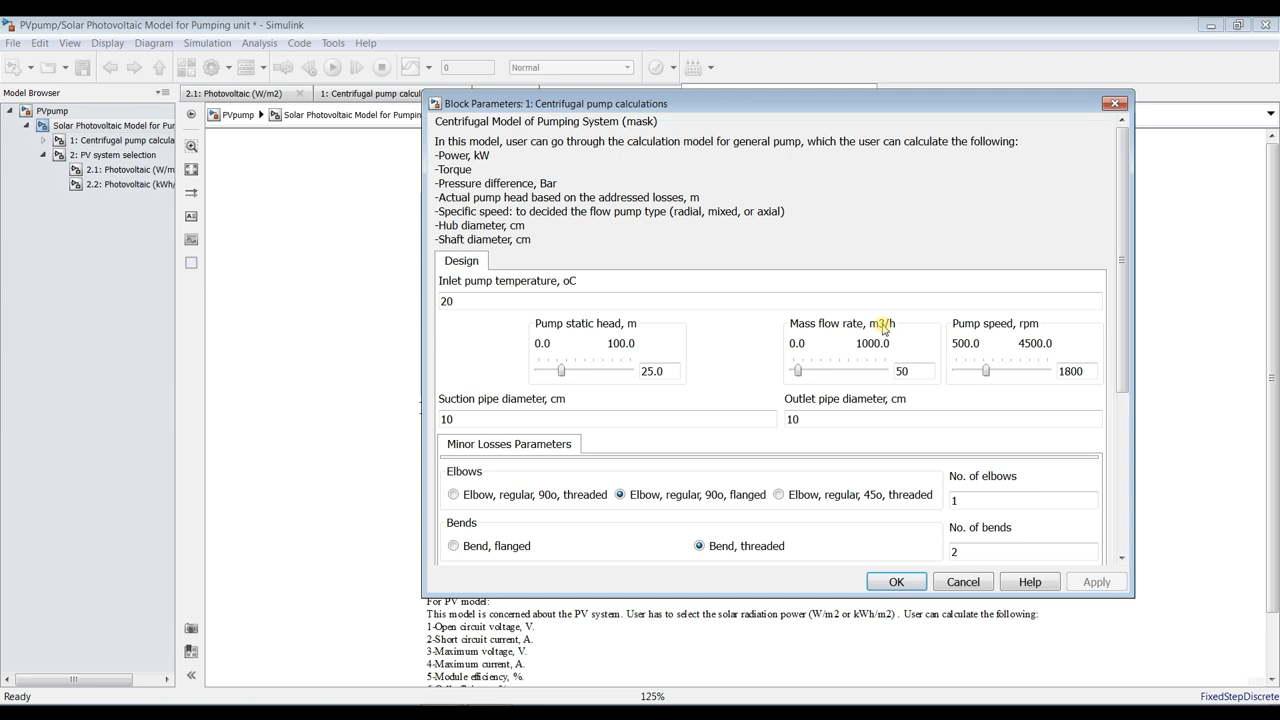 PVpump/Solar Photovoltaic Model for Pumping unit * - Simulink
File Edit View Display Diagram Simulation Analysis Code Tools Help
0 Normal
Model Browser
2.1: Photovoltaic (W/m2) 1: Centrifugal pump calcul
PVpump
Solar Photovoltaic Model for Pur
1: Centrifugal pump calcula
2: PV system selection
2.1: Photovoltaic (W/m
2.2: Photovoltaic (kWh/
PVpump Solar Photovoltaic Model for Pumping
Block Parameters: 1: Centrifugal pump calculations
Centrifugal Model of Pumping System (mask)
In this model, user can go through the calculation model for general pump, which the user can calculate the following:
-Power, kW
-Torque
-Pressure difference, Bar
-Actual pump head based on the addressed losses, m
-Specific speed: to decided the flow pump type (radial, mixed, or axial)
-Hub diameter, cm
-Shaft diameter, cm
Design
Inlet pump temperature, oC
20
Pump static head, m Mass flow rate, m3/h Pump speed, rpm
0.0 100.0 0.0 1000.0 500.0 4500.0
25.0 50 1800
Suction pipe diameter, cm Outlet pipe diameter, cm
10 10
Minor Losses Parameters
Elbows No. of elbows
Elbow, regular, 90o, threaded Elbow, regular, 90o, flanged Elbow, regular, 45o, threaded 1
Bends No. of bends
Bend, flanged Bend, threaded 2
OK Cancel Help Apply
For PV model:
This model is concerned about the PV system. User has to select the solar radiation power (W/m2 or kWh/m2) . User can calculate the following:
1-Open circuit voltage, V.
2-Short circuit current, A.
3-Maximum voltage, V.
4-Maximum current, A.
5-Module efficiency, %.
Ready 125% FixedStepDiscrete